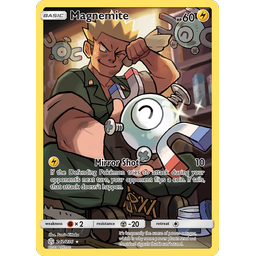 BASIC
Magnemite
HP60
Mirror Shot 10
If the Defending Pokémon tries to attack during your
opponent's next turn, your opponent flips a coin. If tails,
that attack doesn't happen.
weakness × 2 resistance -20 retreat